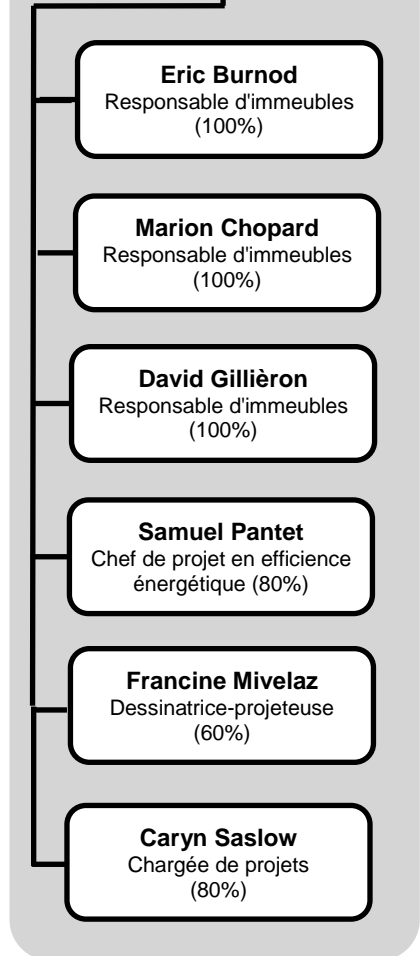 Eric Burnod
Responsable d'immeubles
(100%)
Marion Chopard
Responsable d'immeubles
(100%)
David Gillièron
Responsable d'immeubles
(100%)
Samuel Pantet
Chef de projet en efficience
énergétique (80%)
Francine Mivelaz
Dessinatrice-projeteuse
(60%)
Caryn Saslow
Chargée de projets
(80%)